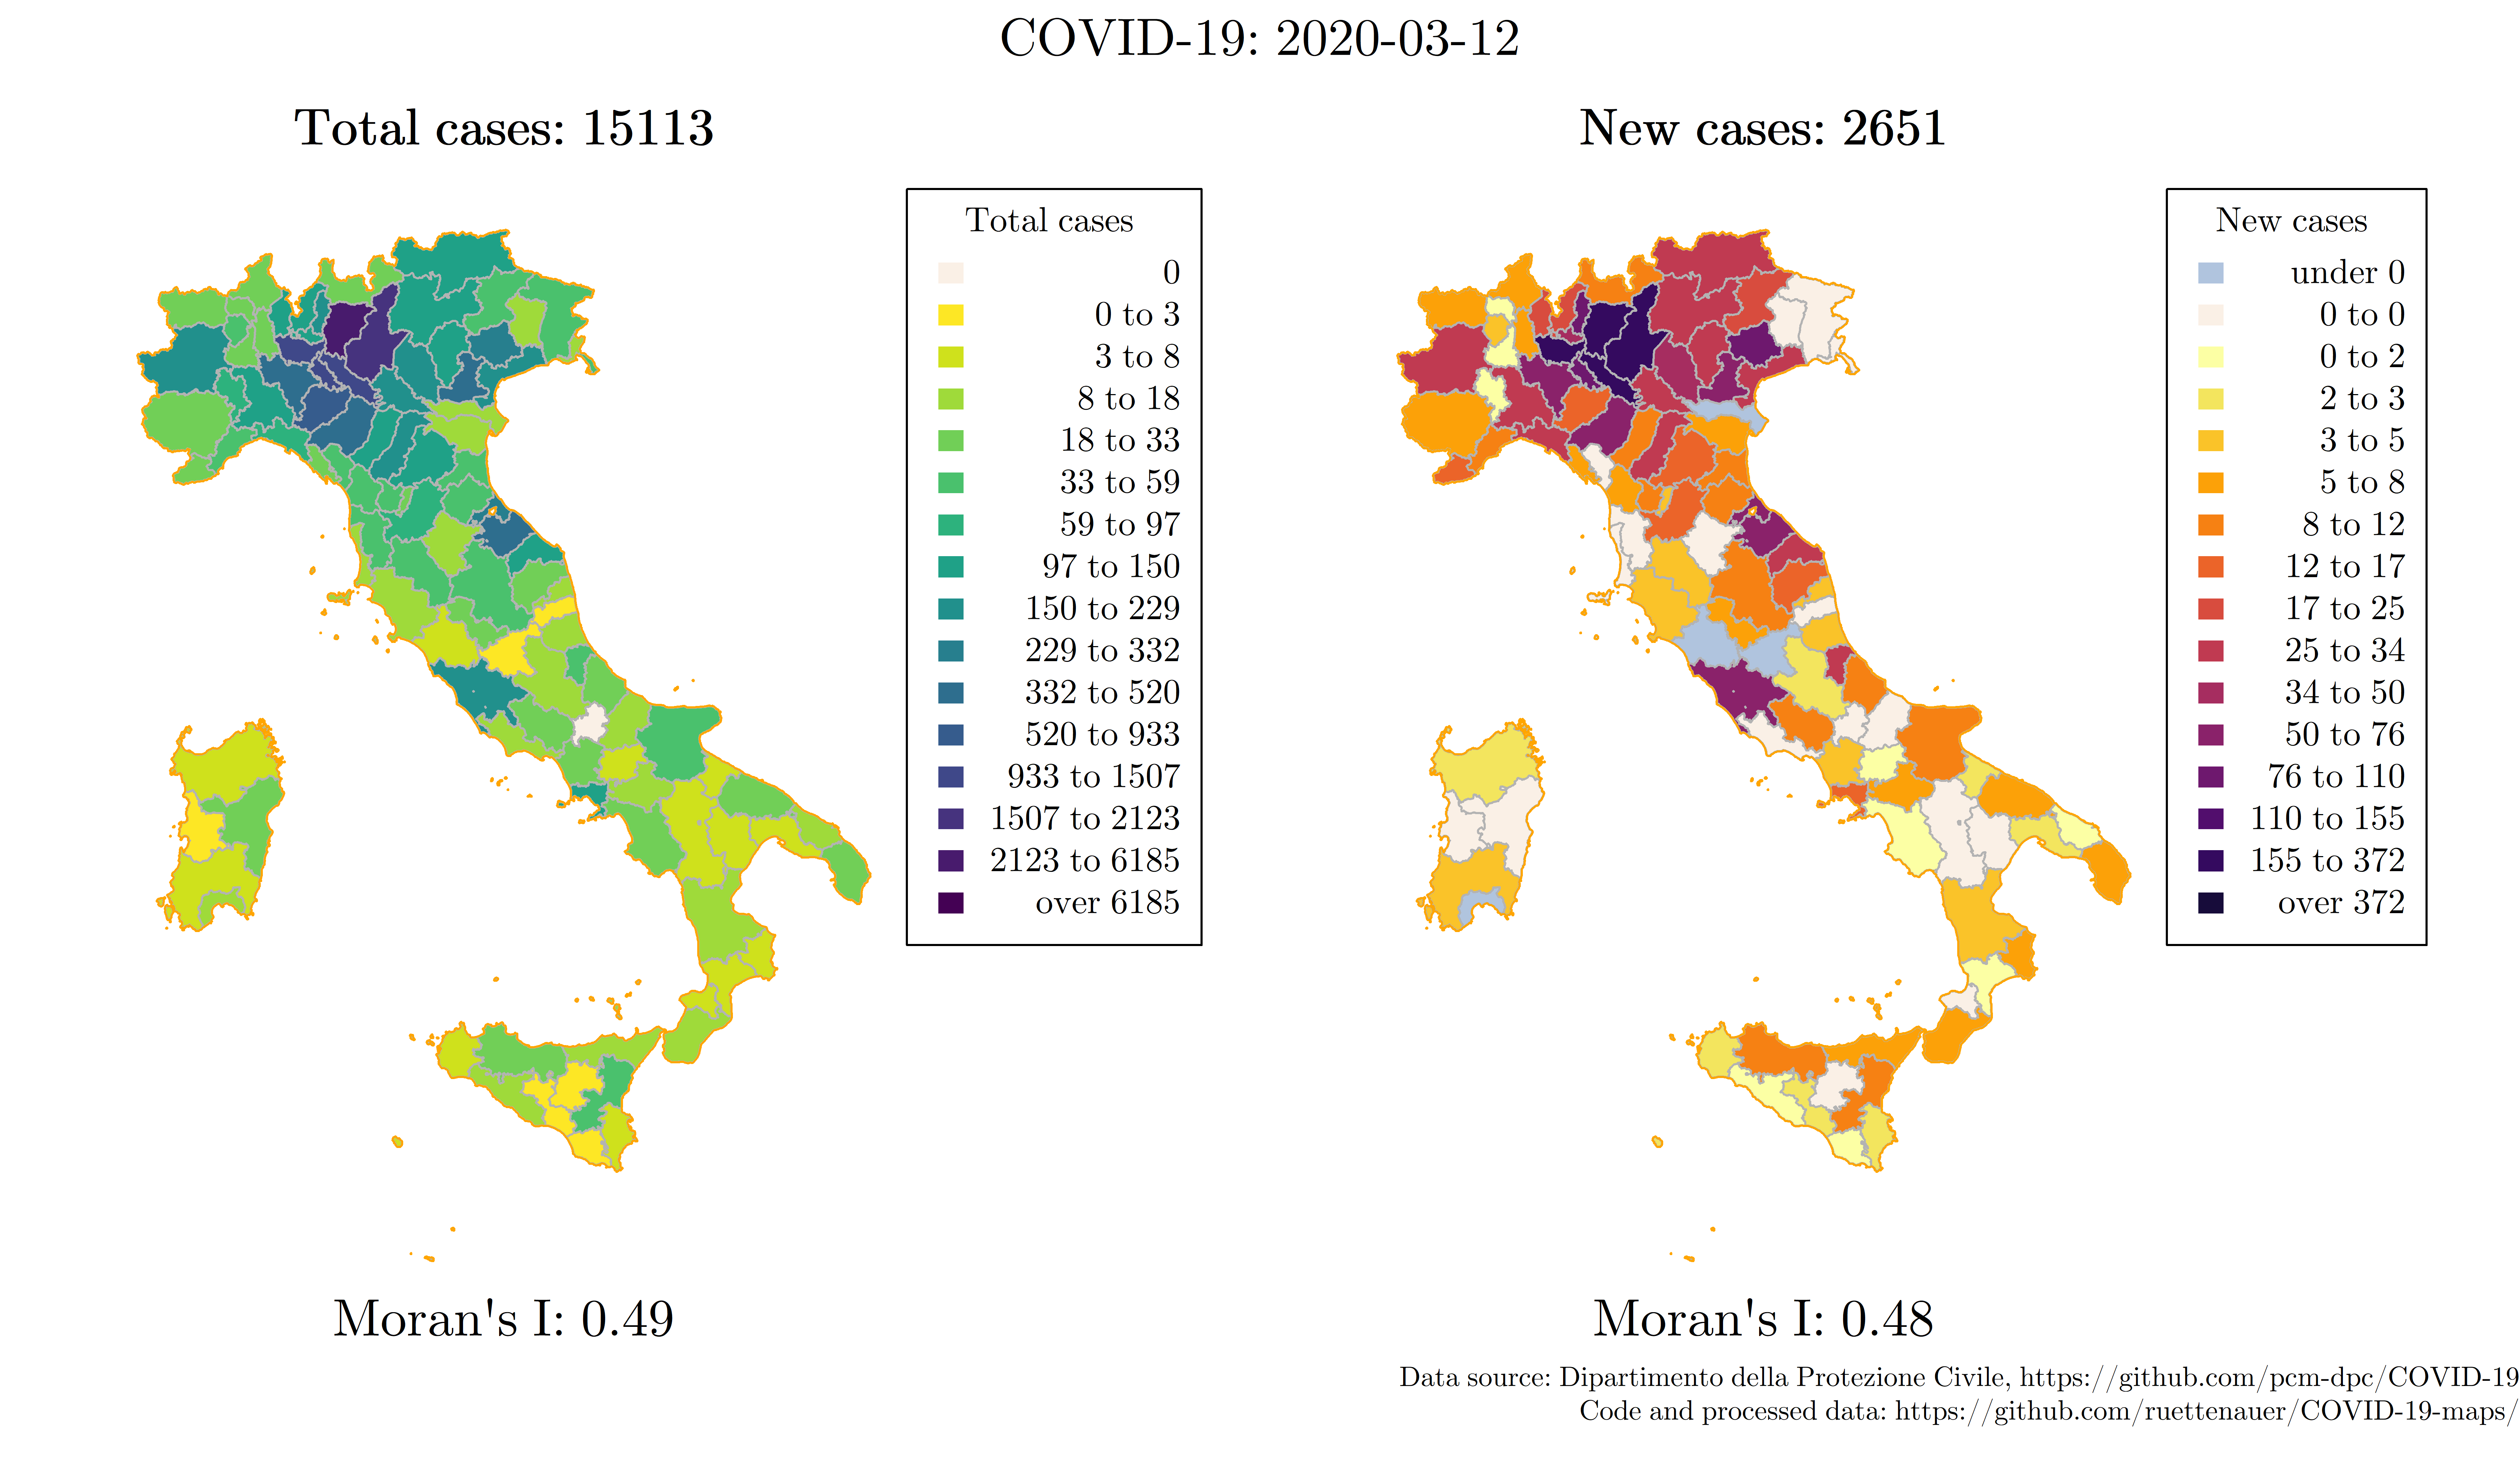 COVID-19: 2020-03-12
Total cases: 15113
Total cases
0
0 to 3
3 to 8
8 to 18
18 to 33
33 to 59
59 to 97
97 to 150
150 to 229
229 to 332
332 to 520
520 to 933
933 to 1507
1507 to 2123
2123 to 6185
over 6185
Moran's I: 0.49
New cases: 2651
New cases
under 0
0 to 0
0 to 2
2 to 3
3 to 5
5 to 8
8 to 12
12 to 17
17 to 25
25 to 34
34 to 50
50 to 76
76 to 110
110 to 155
155 to 372
over 372
Moran's I: 0.48
Data source: Dipartimento della Protezione Civile, https://github.com/pcm-dpc/COVID-19
Code and processed data: https://github.com/ruettenauer/COVID-19-maps/